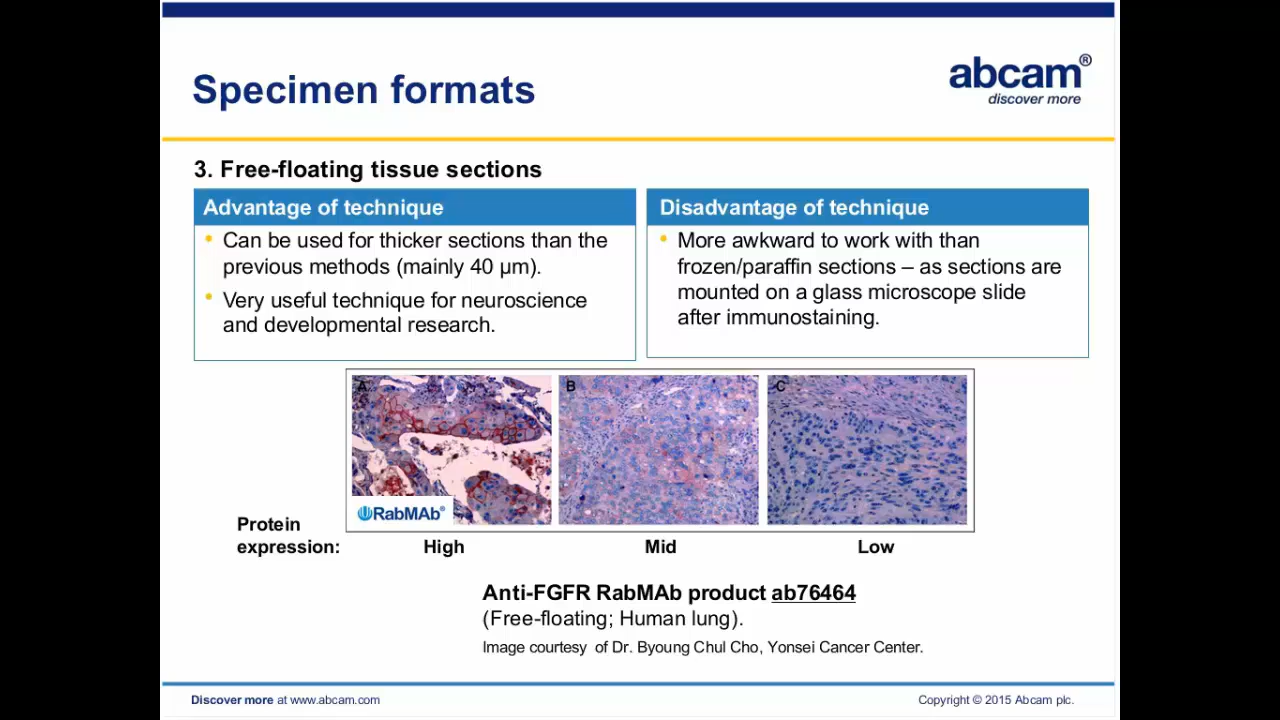 Specimen formats
abcam®
discover more
3. Free-floating tissue sections
Advantage of technique
• Can be used for thicker sections than the
previous methods (mainly 40 µm).
• Very useful technique for neuroscience
and developmental research.
Disadvantage of technique
• More awkward to work with than
frozen/paraffin sections – as sections are
mounted on a glass microscope slide
after immunostaining.
A
B
C
RabMAb®
Protein
expression:
High
Mid
Low
Anti-FGFR RabMAb product ab76464
(Free-floating; Human lung).
Image courtesy of Dr. Byoung Chul Cho, Yonsei Cancer Center.
Discover more at www.abcam.com
Copyright © 2015 Abcam plc.